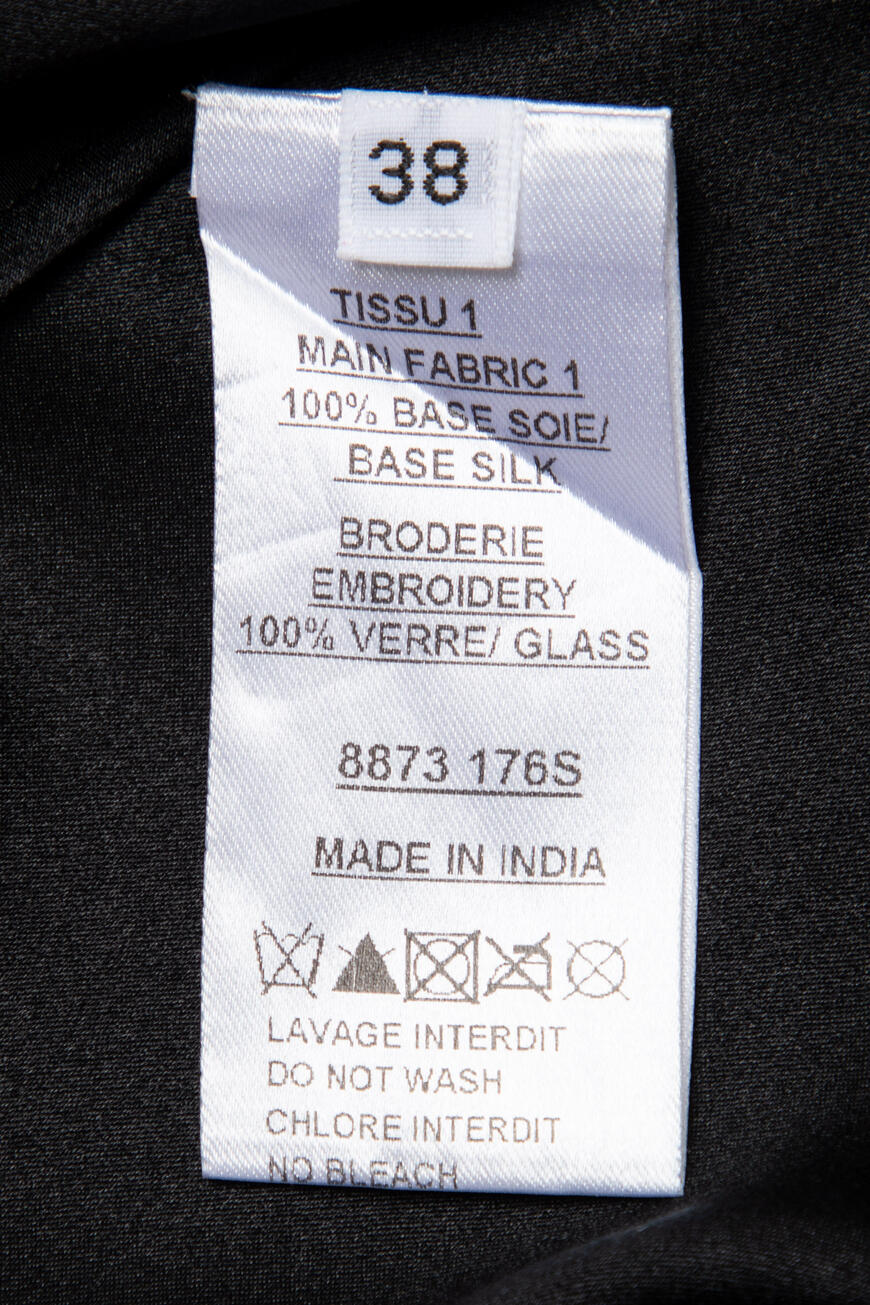 38
TISSU 1
MAIN FABRIC 1
100% BASE SOIE/
BASE SILK
BRODERIE
EMBROIDERY
100% VERRE/ GLASS
8873 176S
MADE IN INDIA
LAVAGE INTERDIT
DO NOT WASH
CHLORE INTERDIT
NO BLEACH